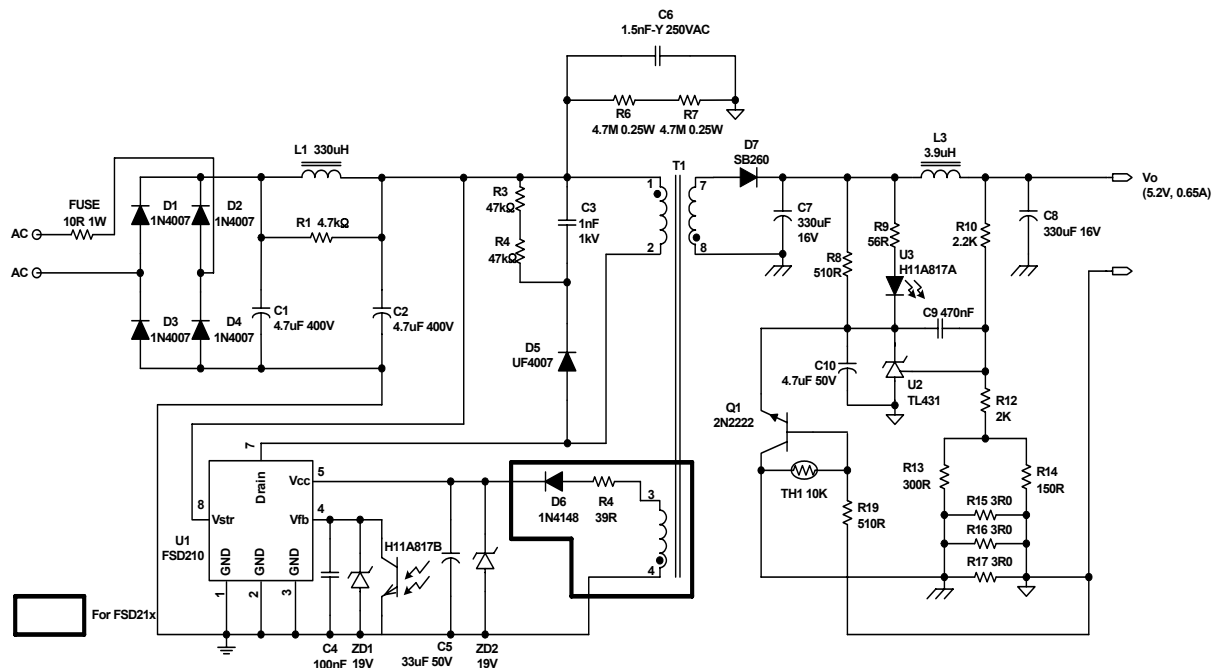 C6
1.5nF-Y 250VAC
R6
R7
4.7M 0.25W
4.7M 0.25W
L1 330uH
D7
SB260
L3
3.9uH
T1
FUSE
10R 1W
D1
1N4007
D2
1N4007
R3
47kΩ
C3
1nF
1kV
1
7
Vo
(5.2V, 0.65A)
AC
R1 4.7kΩ
R4
47kΩ
2
8
C7
330uF
16V
R9
56R
R10
2.2K
C8
330uF 16V
AC
R8
510R
U3
H11A817A
C1
4.7uF 400V
C2
4.7uF 400V
C9 470nF
D3
1N4007
D4
1N4007
D5
UF4007
C10
4.7uF 50V
U2
TL431
Q1
2N2222
R12
2K
7
Drain
5
Vcc
D6
1N4148
R4
39R
3
TH1 10K
R13
300R
R14
150R
8
Vstr
4
Vfb
R19
510R
R15 3R0
U1
FSD210
H11A817B
R16 3R0
GND
GND
GND
4
R17 3R0
1
2
3
For FSD21x
C4
100nF
ZD1
19V
C5
33uF 50V
ZD2
19V